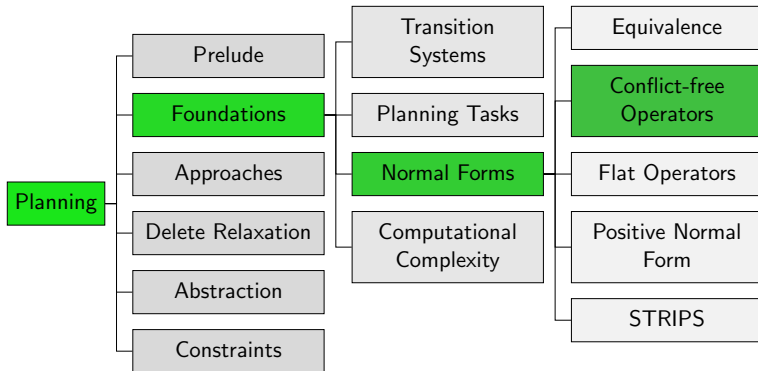 Planning
Prelude
Foundations
Approaches
Delete Relaxation
Abstraction
Constraints
Transition
Systems
Planning Tasks
Normal Forms
Computational
Complexity
Equivalence
Conflict-free
Operators
Flat Operators
Positive Normal
Form
STRIPS